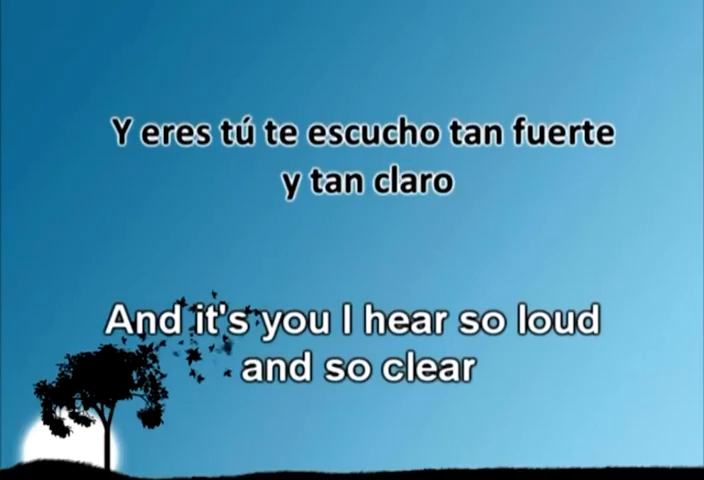 Y eres tú te escucho tan fuerte
y tan claro
And it's you I hear so loud
and so clear